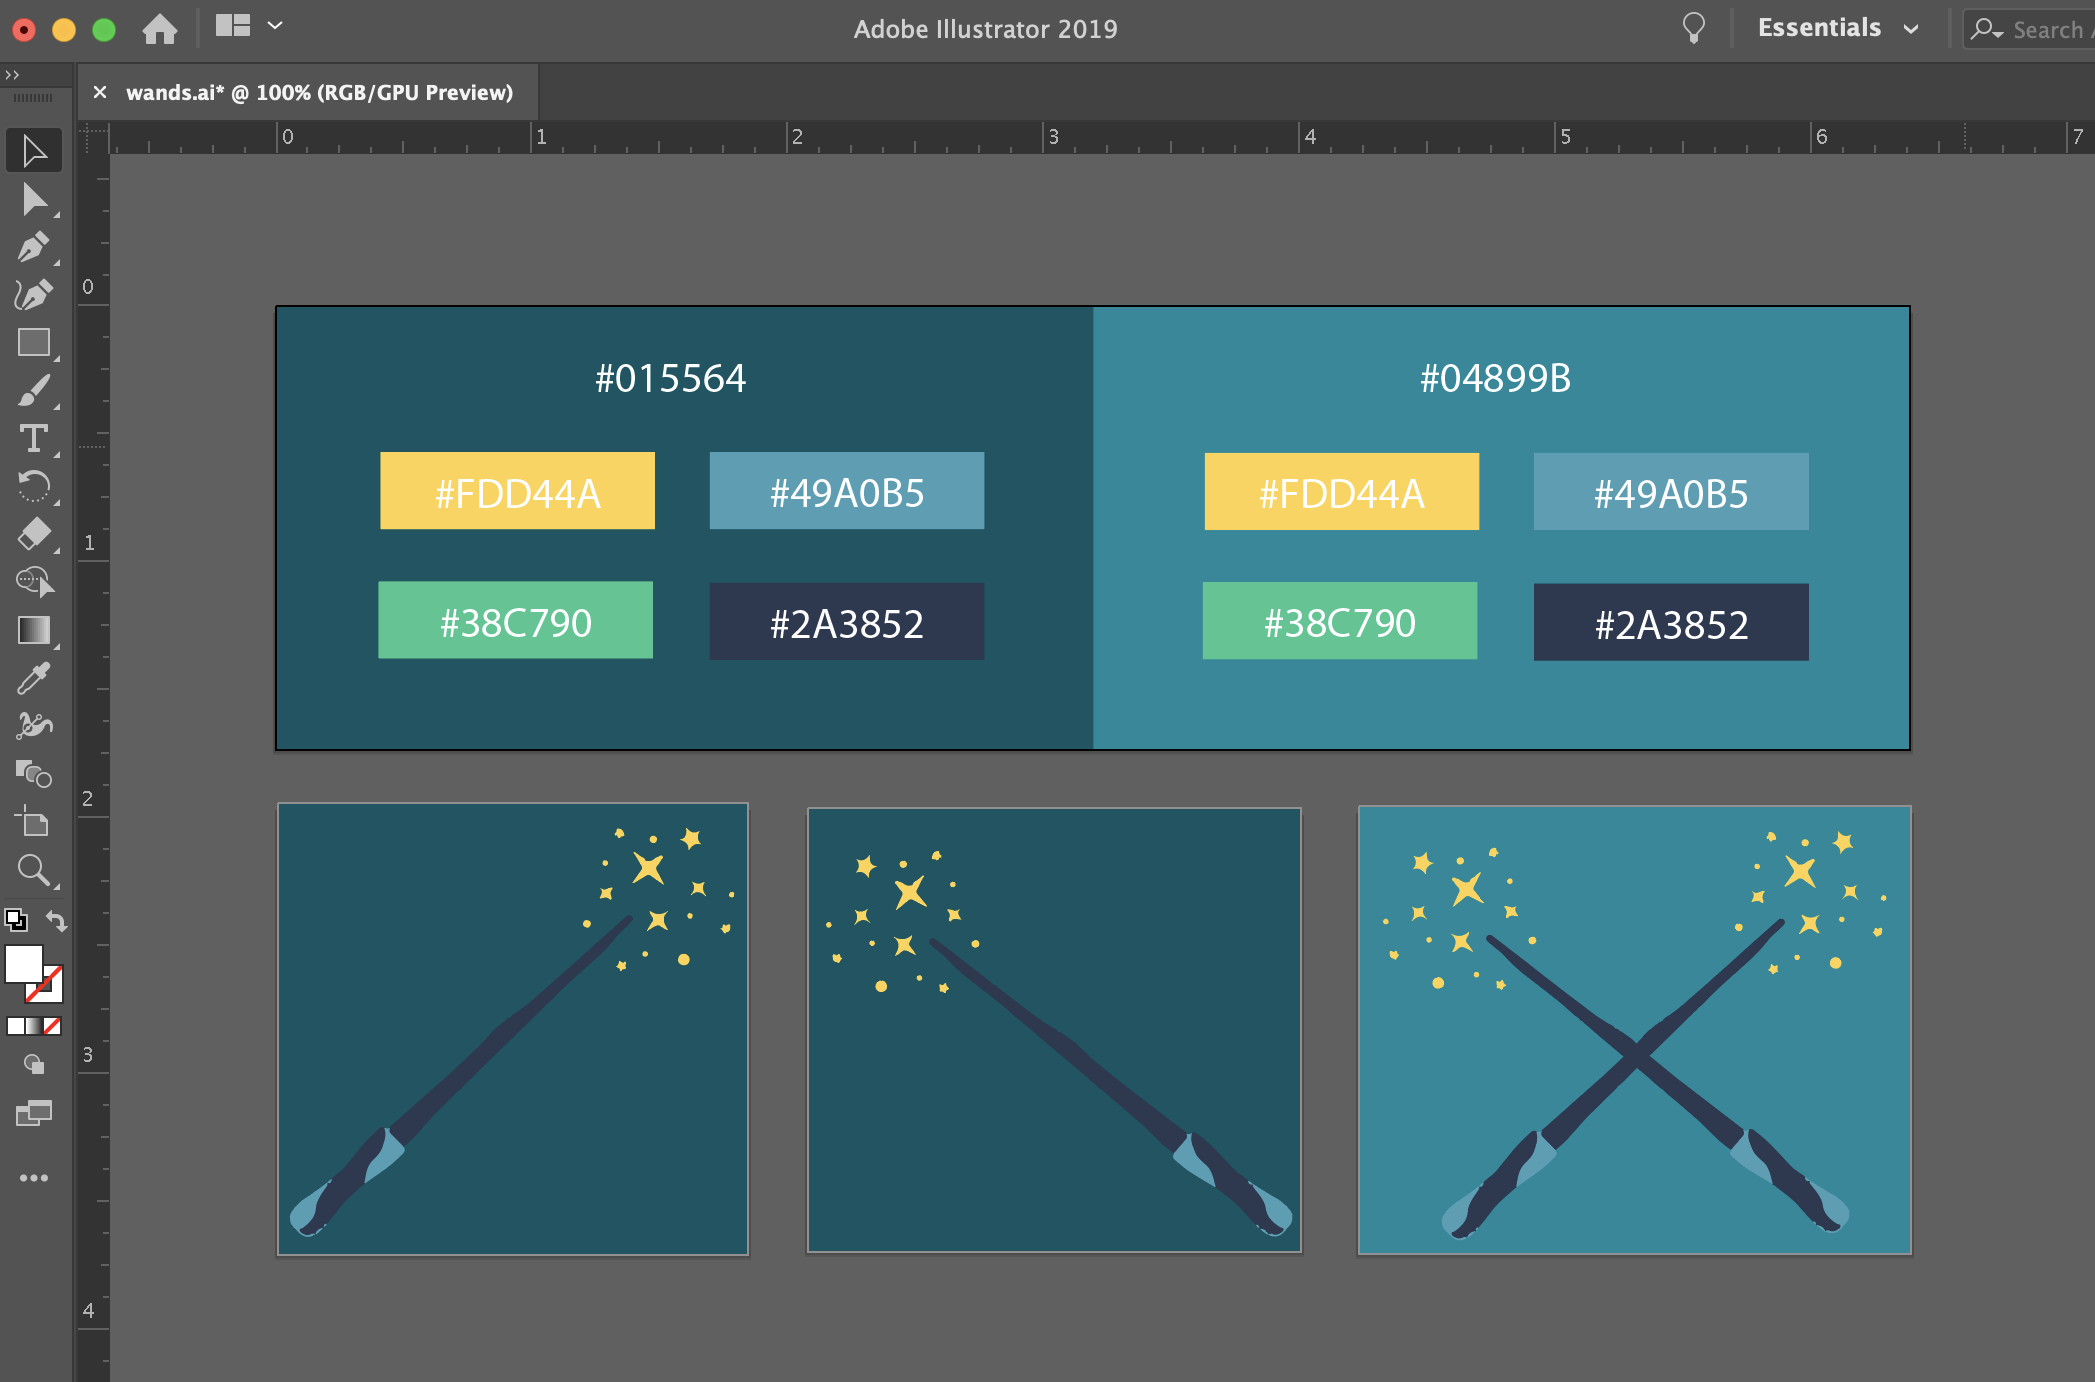 Adobe Illustrator 2019
Essentials
Search A
wands.ai* @ 100% (RGB/GPU Preview)
0 1 2 3 4 5 6 7
0
#015564 #04899B
#FDD44A #49A0B5 #FDD44A #49A0B5
1
#38C790 #2A3852 #38C790 #2A3852
2
3
4